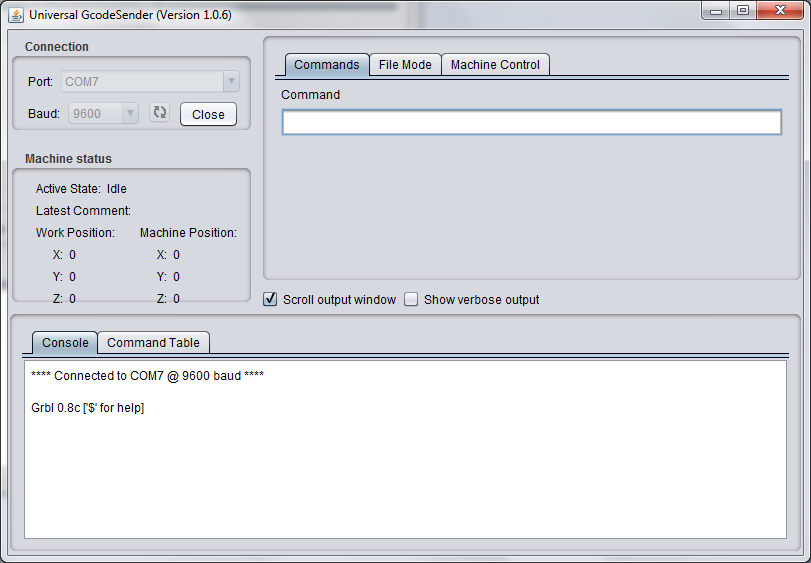 Universal GcodeSender (Version 1.0.6)
Connection
Port: COM7
Baud: 9600 Close
Machine status
Active State: Idle
Latest Comment:
Work Position: Machine Position:
X: 0 X: 0
Y: 0 Y: 0
Z: 0 Z: 0
Commands File Mode Machine Control
Command
Scroll output window Show verbose output
Console Command Table
**** Connected to COM7 @ 9600 baud ****
Grbl 0.8c ['$' for help]